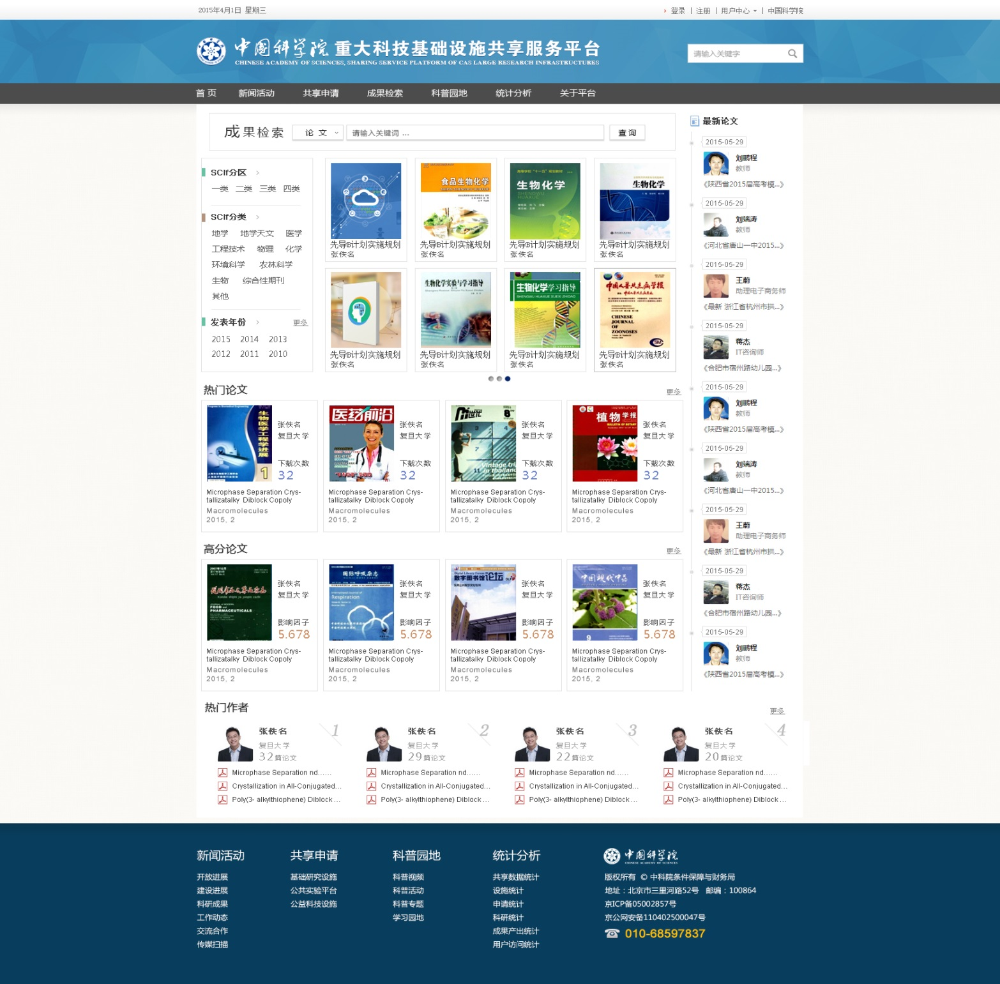 2015年4月1日 星期三
登录 | 注册 | 用户中心 | 中国科学院
中国科学院 重大科技基础设施共享服务平台
CHINESE ACADEMY OF SCIENCES, SHARING SERVICE PLATFORM OF CAS LARGE RESEARCH INFRASTRUCTURES
请输入关键字
首 页 新闻活动 共享申请 成果检索 科普园地 统计分析 关于平台
成果检索 论 文 请输入关键词 ... 查 询
SCIf分区
一类 二类 三类 四类
SCIf分类
地学 地学天文 医学
工程技术 物理 化学
环境科学 农林科学
生物 综合性期刊
其他
发表年份 更多
2015 2014 2013
2012 2011 2010
食品生物化学
生物化学
SHENGWU
HUAXUE
生物化学
先导B计划实施规划 先导B计划实施规划 先导B计划实施规划 先导B计划实施规划
张佚名 张佚名 张佚名 张佚名
生物化学实验与学习指导
生物化学学习指导
SHENGWU HUAXUE XUEXI ZHIDAO
中国人兽共患病学报
CHINESE
JOURNAL
OF
ZOONOSES
先导B计划实施规划 先导B计划实施规划 先导B计划实施规划 先导B计划实施规划
张佚名 张佚名 张佚名 张佚名
热门论文 更多
Progress in Biomedical Engineering
生物医学工程学进展
1
医药前沿
世代
8
Vintage trip
in thailand
植物学报
BULLETIN OF BOTANY
张佚名 张佚名 张佚名 张佚名
复旦大学 复旦大学 复旦大学 复旦大学
下载次数 下载次数 下载次数 下载次数
32 32 32 32
Microphase Separation Crys- Microphase Separation Crys- Microphase Separation Crys- Microphase Separation Crys-
tallizatalky Diblock Copoly tallizatalky Diblock Copoly tallizatalky Diblock Copoly tallizatalky Diblock Copoly
Macromolecules Macromolecules Macromolecules Macromolecules
2015, 2 2015, 2 2015, 2 2015, 2
高分论文 更多
FOOD and
PHARMACEUTICALS
国际呼吸杂志
International Journal of
Respiration
数字图书馆论坛
中国现代中药
9
张佚名 张佚名 张佚名 张佚名
复旦大学 复旦大学 复旦大学 复旦大学
影响因子 影响因子 影响因子 影响因子
5.678 5.678 5.678 5.678
Microphase Separation Crys- Microphase Separation Crys- Microphase Separation Crys- Microphase Separation Crys-
tallizatalky Diblock Copoly tallizatalky Diblock Copoly tallizatalky Diblock Copoly tallizatalky Diblock Copoly
Macromolecules Macromolecules Macromolecules Macromolecules
2015, 2 2015, 2 2015, 2 2015, 2
最新论文
2015-05-29
刘鹏程
教师
《陕西省2015届高考模...》
2015-05-29
刘端涛
教师
《河北省唐山一中2015...》
2015-05-29
王蔚
助理电子商务师
《最新 浙江省杭州市拱...》
2015-05-29
蒋杰
IT咨询师
《合肥市宿州路幼儿园...》
2015-05-29
刘鹏程
教师
《陕西省2015届高考模...》
2015-05-29
刘端涛
教师
《河北省唐山一中2015...》
2015-05-29
王蔚
助理电子商务师
《最新 浙江省杭州市拱...》
2015-05-29
蒋杰
IT咨询师
《合肥市宿州路幼儿园...》
2015-05-29
刘鹏程
教师
《陕西省2015届高考模...》
热门作者 更多
张佚名 1 张佚名 2 张佚名 3 张佚名 4
复旦大学 复旦大学 复旦大学 复旦大学
32篇论文 29篇论文 22篇论文 20篇论文
Microphase Separation nd...... Microphase Separation nd...... Microphase Separation nd...... Microphase Separation nd......
Crystallization in All-Conjugated... Crystallization in All-Conjugated... Crystallization in All-Conjugated... Crystallization in All-Conjugated...
Poly(3- alkylthiophene) Diblock ... Poly(3- alkylthiophene) Diblock ... Poly(3- alkylthiophene) Diblock ... Poly(3- alkylthiophene) Diblock ...
新闻活动
开放进展
建设进展
科研成果
工作动态
交流合作
传媒扫描
共享申请
基础研究设施
公共实验平台
公益科技设施
科普园地
科普视频
科普活动
科普专题
学习园地
统计分析
共享数据统计
设施统计
申请统计
科研统计
成果产出统计
用户访问统计
中国科学院
CHINESE ACADEMY OF SCIENCES
版权所有 © 中科院条件保障与财务局
地址：北京市三里河路52号 邮编：100864
京ICP备05002857号
京公网安备110402500047号
010-68597837